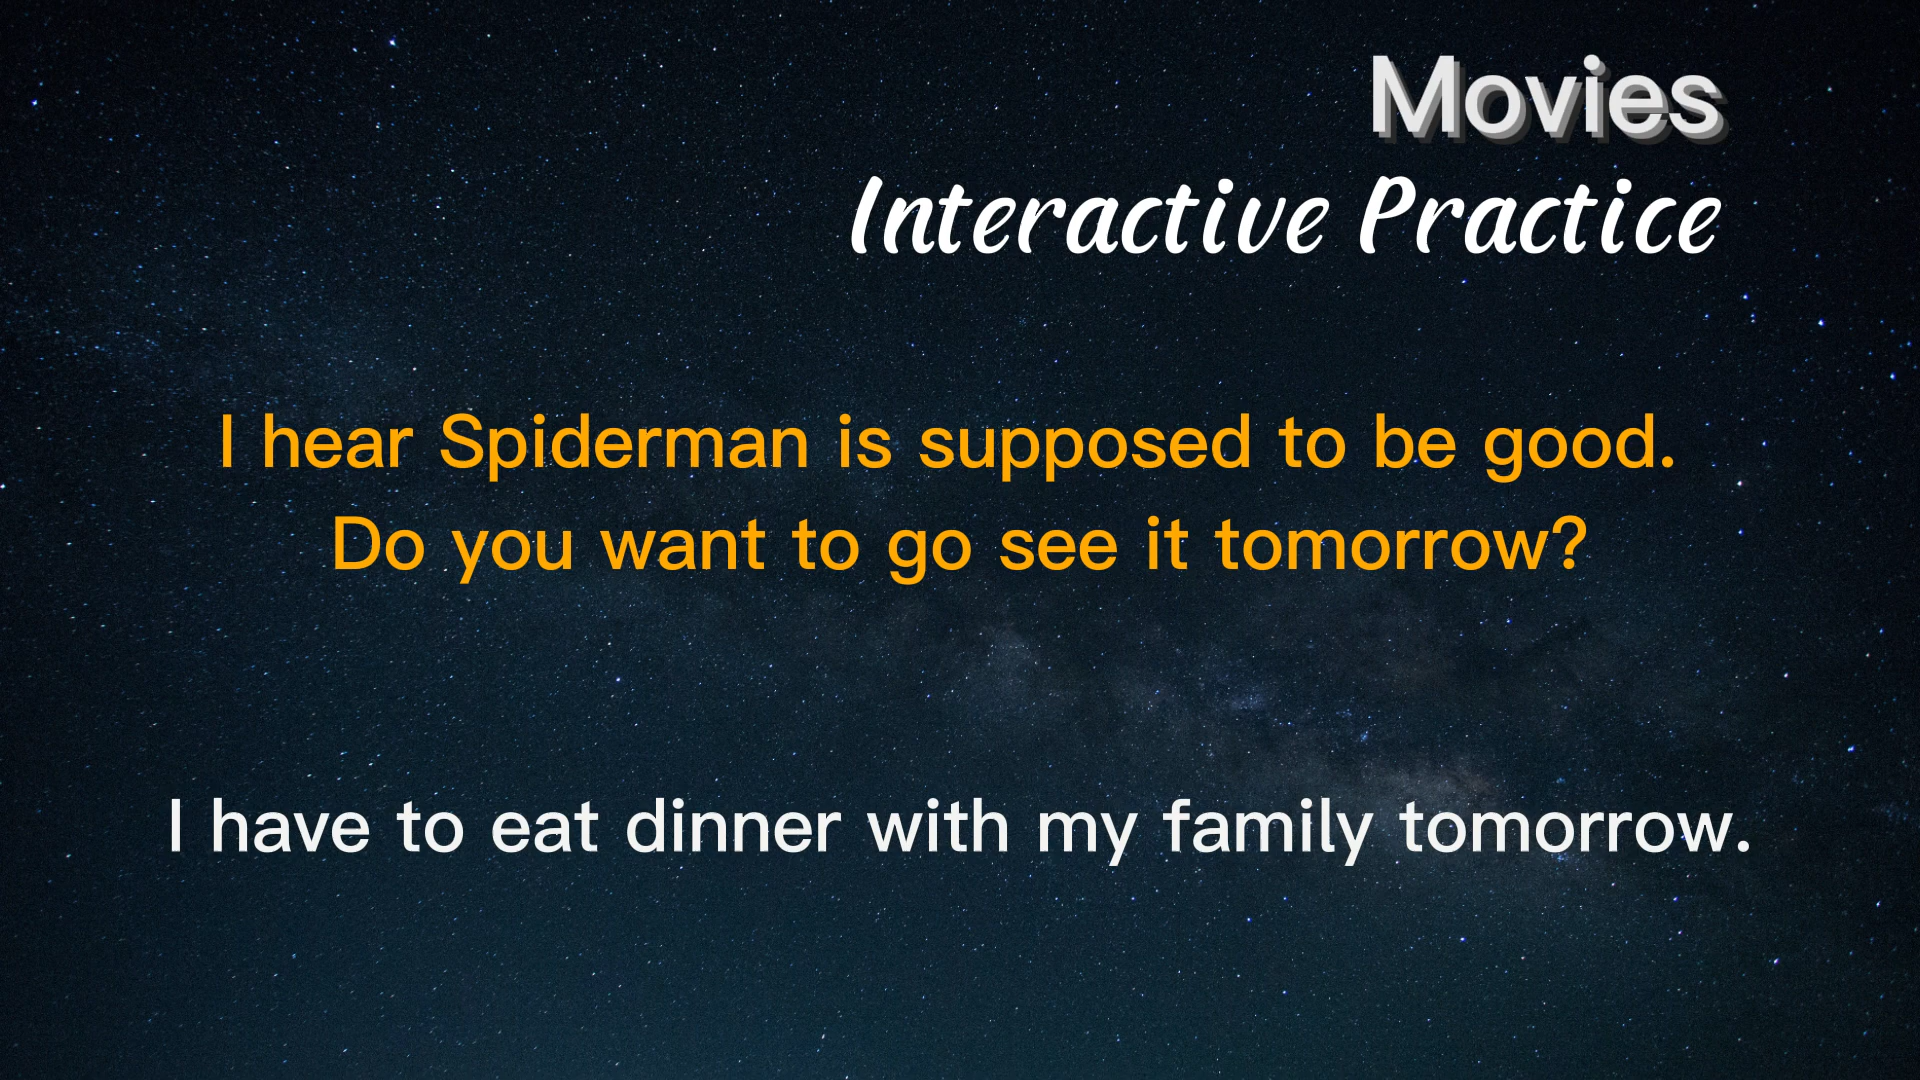 Movies
Interactive Practice
I hear Spiderman is supposed to be good.
Do you want to go see it tomorrow?
I have to eat dinner with my family tomorrow.